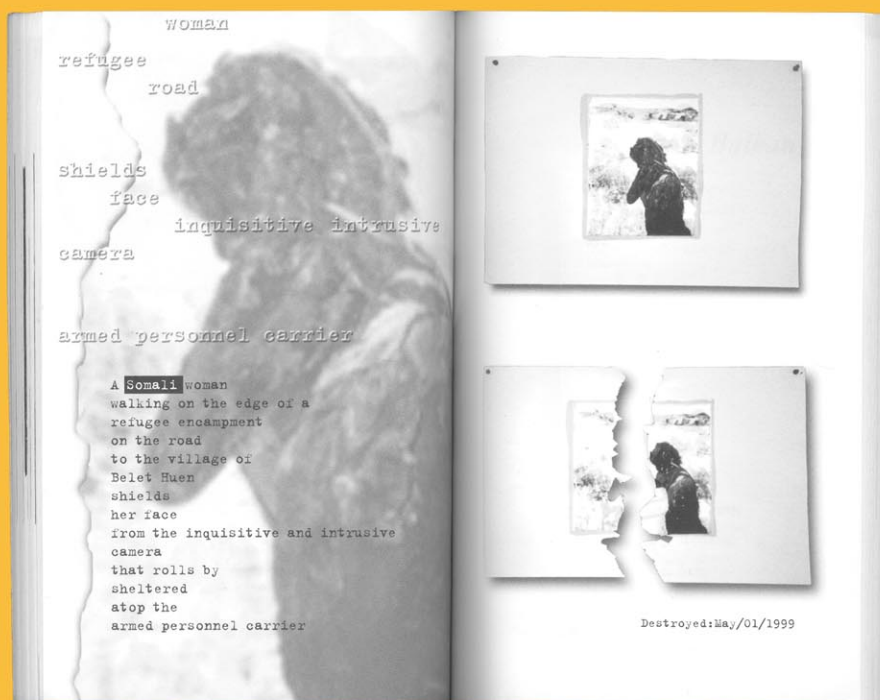 woman
refugee
road
shields
face
inquisitive intrusive
camera
armed personnel carrier
A Somali woman
walking on the edge of a
refugee encampment
on the road
to the village of
Belet Huen
shields
her face
from the inquisitive and intrusive
camera
that rolls by
sheltered
atop the
armed personnel carrier
Destroyed:May/01/1999